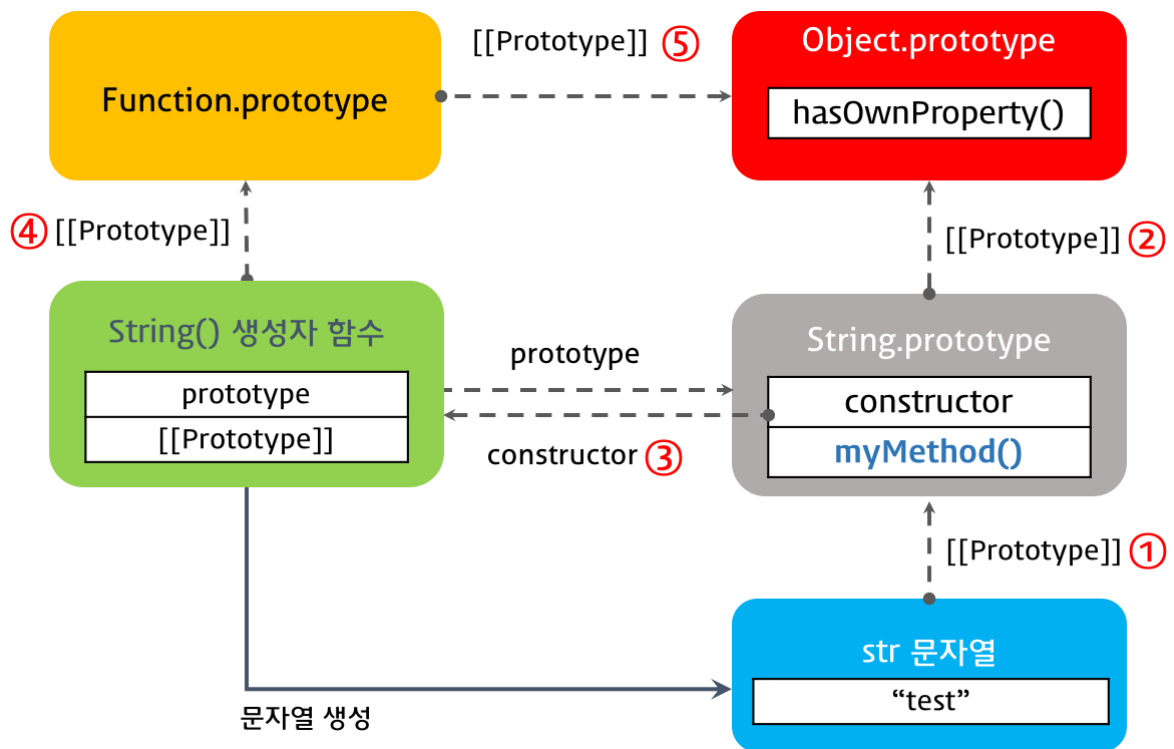 Function.prototype
[[Prototype]] ⑤
Object.prototype
hasOwnProperty()
④ [[Prototype]]
[[Prototype]] ②
String() 생성자 함수
prototype
[[Prototype]]
prototype
constructor ③
String.prototype
constructor
myMethod()
[[Prototype]] ①
str 문자열
“test”
문자열 생성